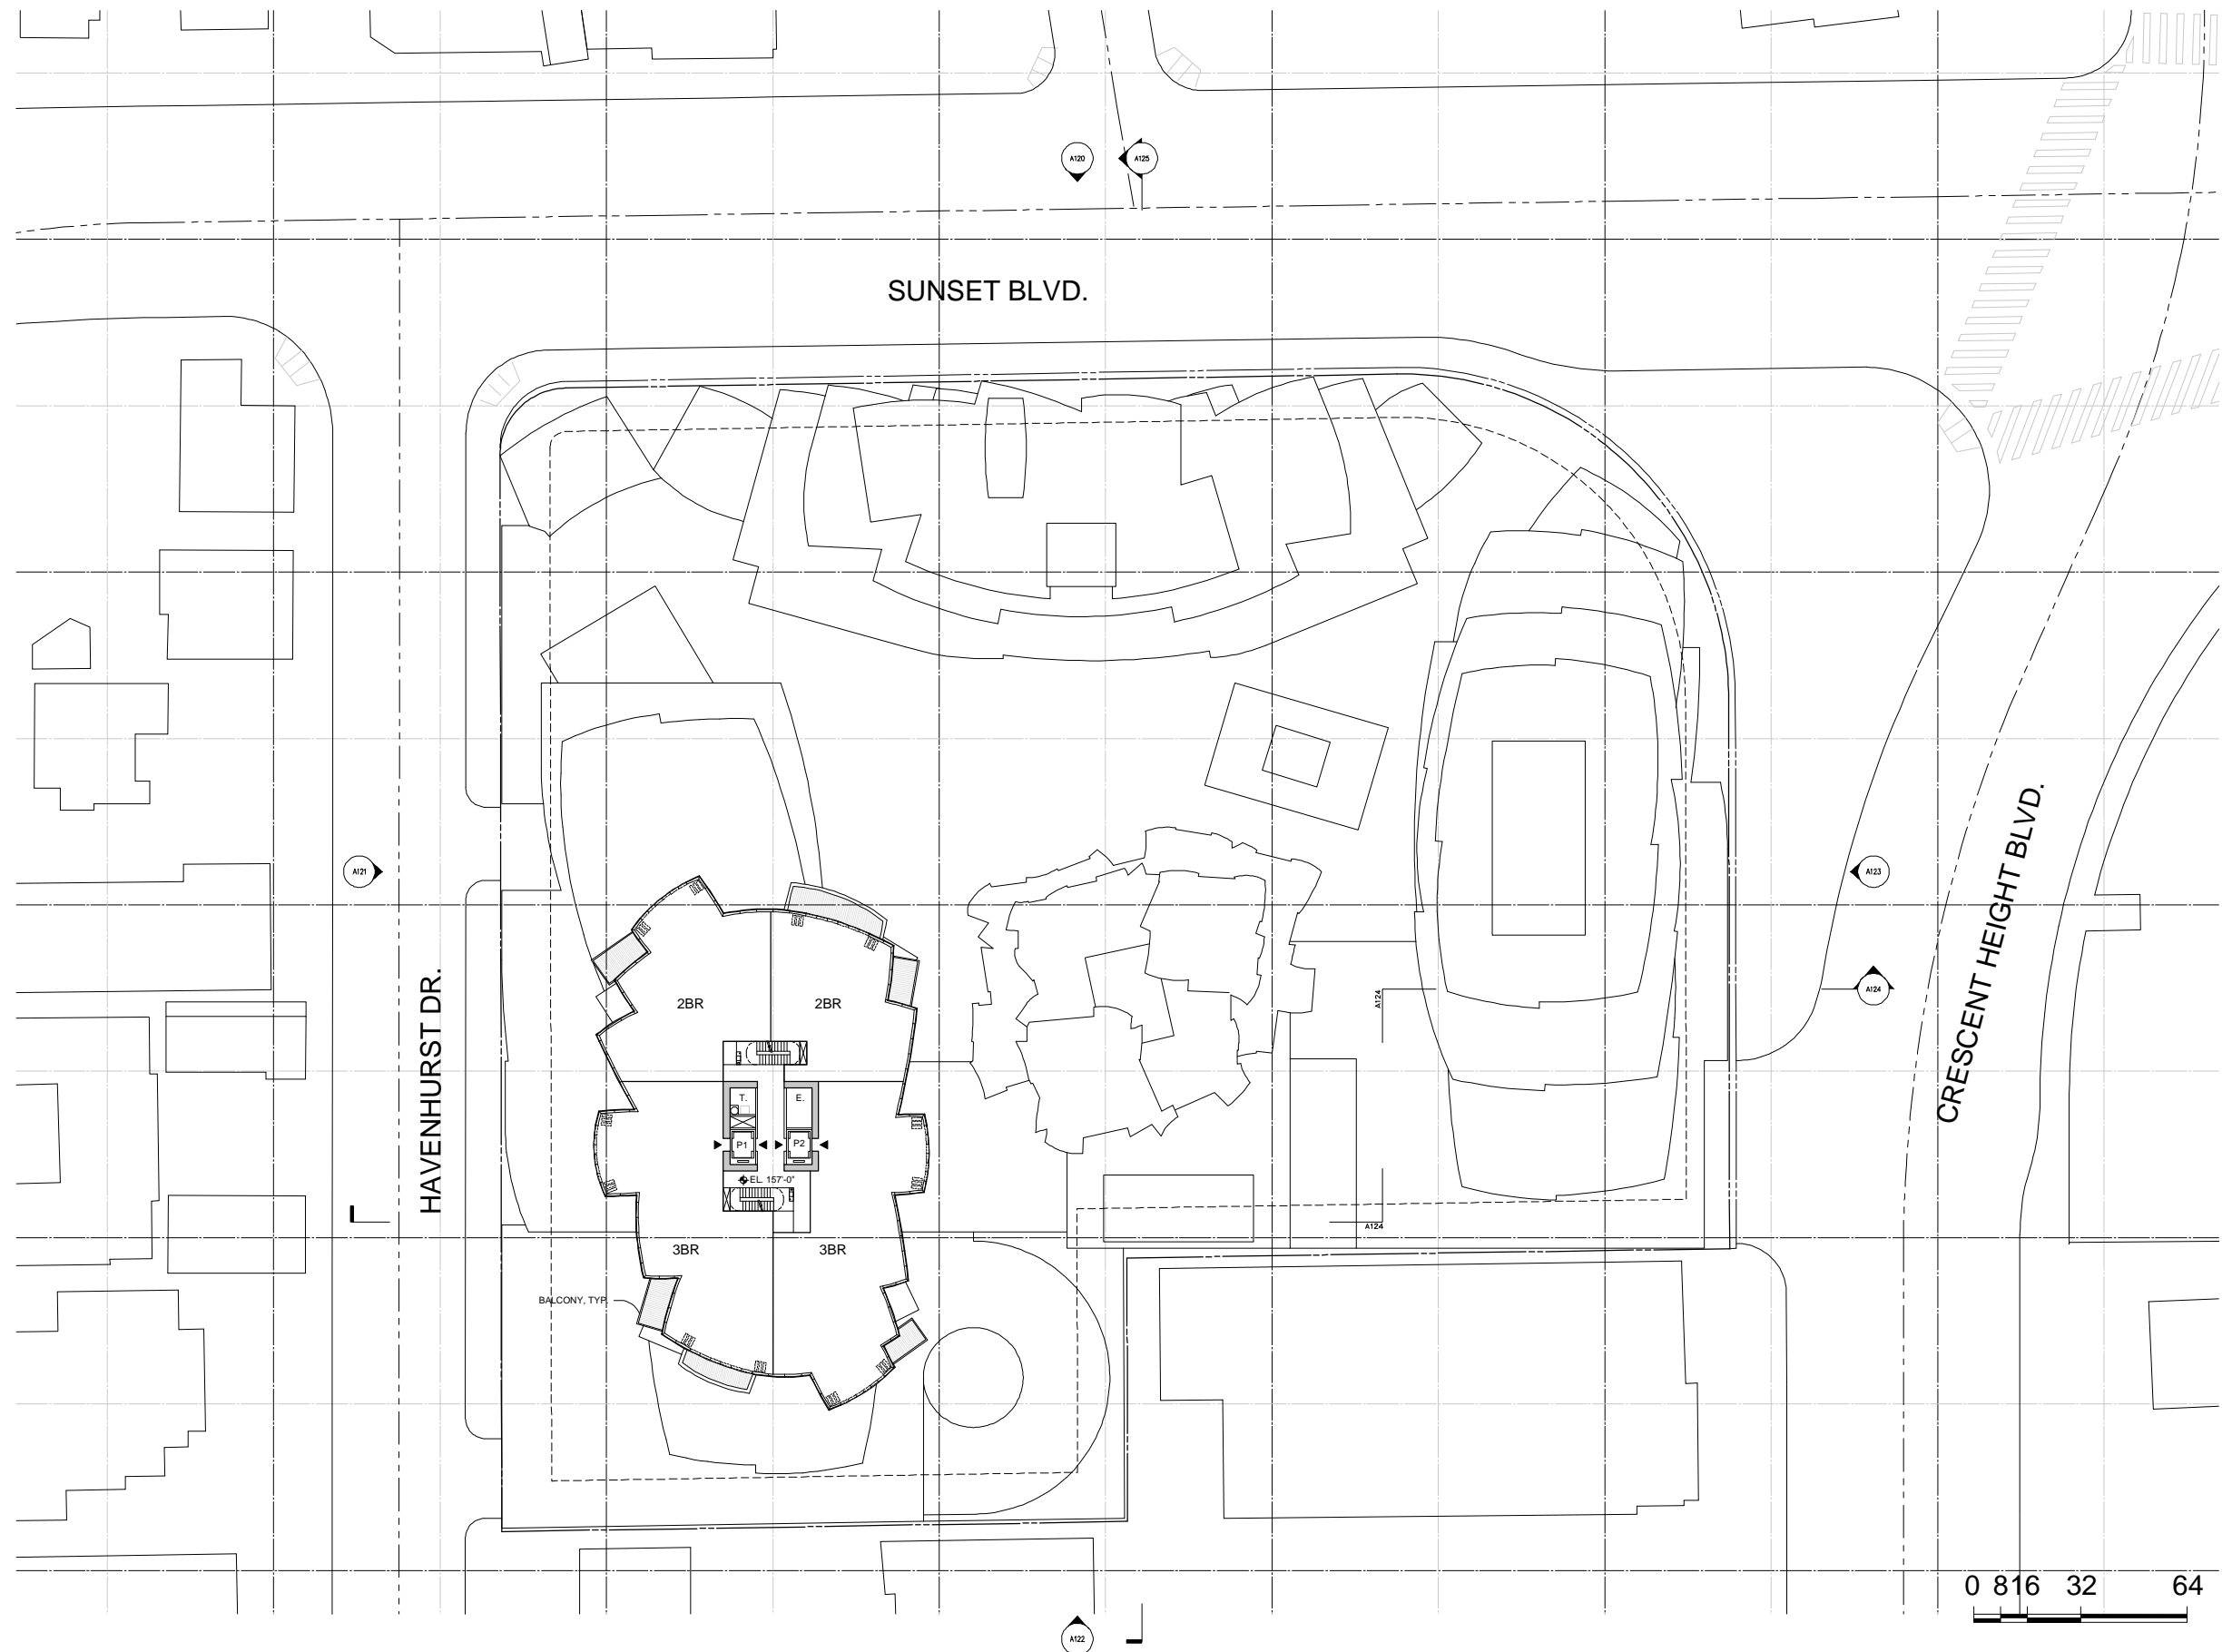 A120
A125
SUNSET BLVD.
A121
A123
HAVENHURST DR.
CRESCENT HEIGHT BLVD.
2BR
2BR
A124
A124
T.
E.
P1
P2
EL. 157'-0"
A124
3BR
3BR
BALCONY, TYP.
0 8 16 32 64
A122